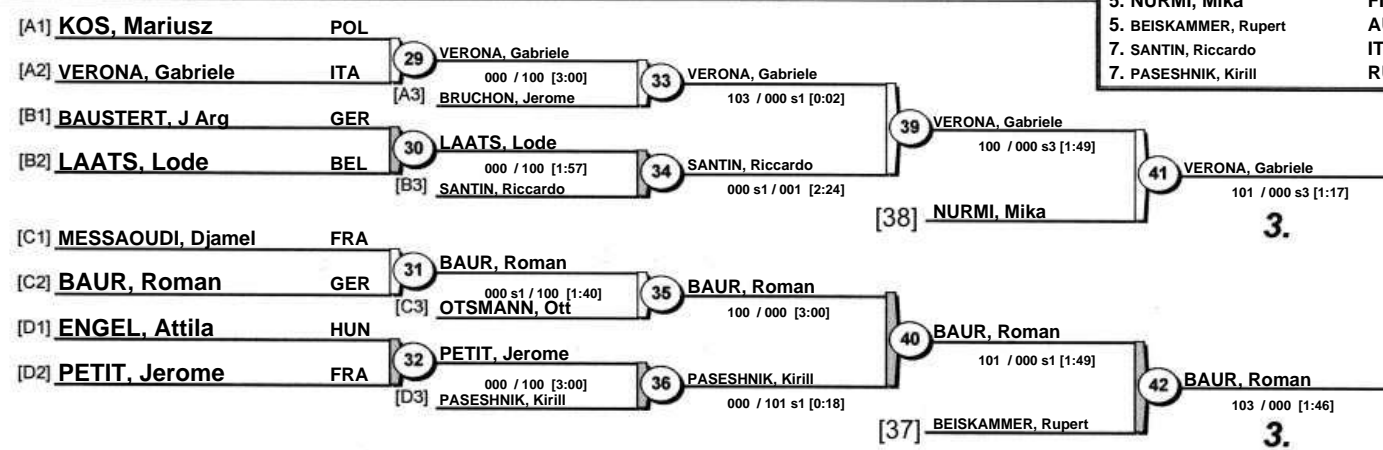 5. NURMI, Mika
5. BEISKAMMER, Rupert
7. SANTIN, Riccardo IT
7. PASESHNIK, Kirill
[A1] KOS, Mariusz POL
[A2] VERONA, Gabriele ITA
29 VERONA, Gabriele
000 / 100 [3:00]
[A3] BRUCHON, Jerome
33 VERONA, Gabriele
103 / 000 s1 [0:02]
[B1] BAUSTERT, J Arg GER
[B2] LAATS, Lode BEL
30 LAATS, Lode
000 / 100 [1:57]
[B3] SANTIN, Riccardo
34 SANTIN, Riccardo
000 s1 / 001 [2:24]
39 VERONA, Gabriele
100 / 000 s3 [1:49]
[38] NURMI, Mika
41 VERONA, Gabriele
101 / 000 s3 [1:17]
3.
[C1] MESSAOUDI, Djamel FRA
[C2] BAUR, Roman GER
31 BAUR, Roman
000 s1 / 100 [1:40]
[C3] OTSMANN, Ott
35 BAUR, Roman
100 / 000 [3:00]
[D1] ENGEL, Attila HUN
[D2] PETIT, Jerome FRA
32 PETIT, Jerome
000 / 100 [3:00]
[D3] PASESHNIK, Kirill
36 PASESHNIK, Kirill
000 / 101 s1 [0:18]
40 BAUR, Roman
101 / 000 s1 [1:49]
[37] BEISKAMMER, Rupert
42 BAUR, Roman
103 / 000 [1:46]
3.